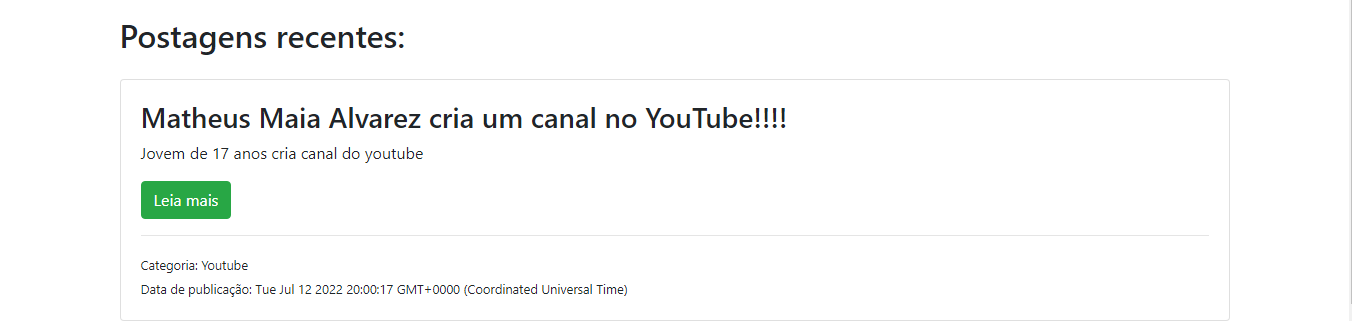 Postagens recentes:
Matheus Maia Alvarez cria um canal no YouTube!!!!
Jovem de 17 anos cria canal do youtube
Leia mais
Categoria: Youtube
Data de publicação: Tue Jul 12 2022 20:00:17 GMT+0000 (Coordinated Universal Time)